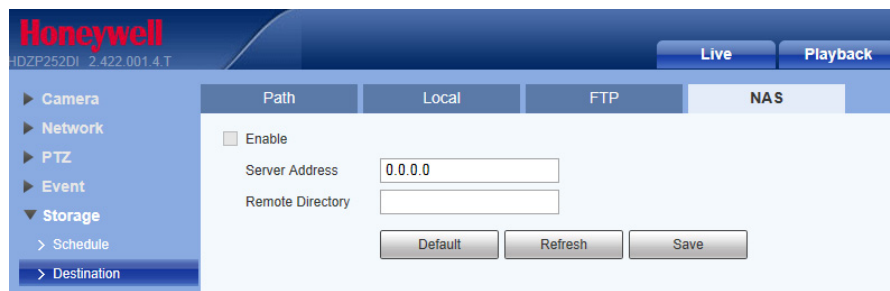 Honeywell
HDZP252DI 2.422.001.4.T
Live Playback
Path Local FTP NAS
Camera
Network
PTZ
Event
Storage
Schedule
Destination
Enable
Server Address 0.0.0.0
Remote Directory
Default Refresh Save